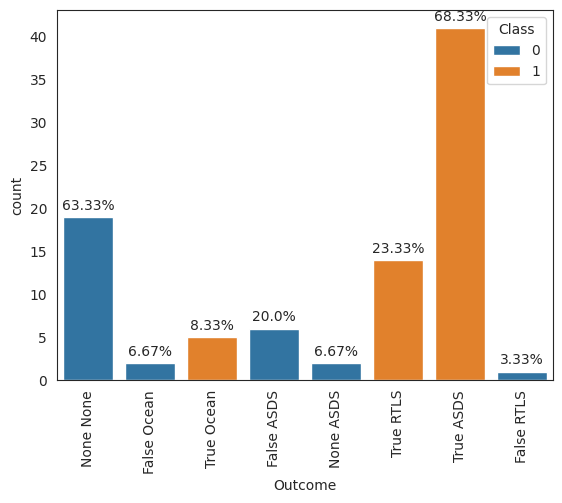 68.33%
Class
0
1
40
35
30
25
20
15
10
5
0
count
63.33%
6.67%
8.33%
20.0%
6.67%
23.33%
3.33%
None None
False Ocean
True Ocean
False ASDS
None ASDS
True RTLS
True ASDS
False RTLS
Outcome